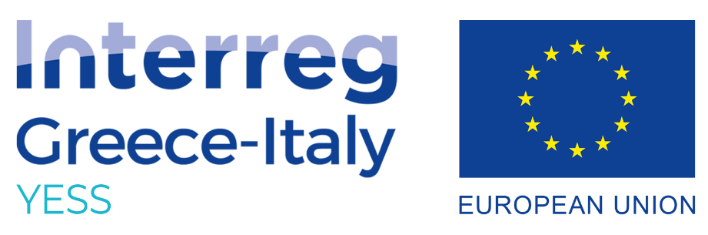 Interreg
Greece-Italy
YESS
EUROPEAN UNION